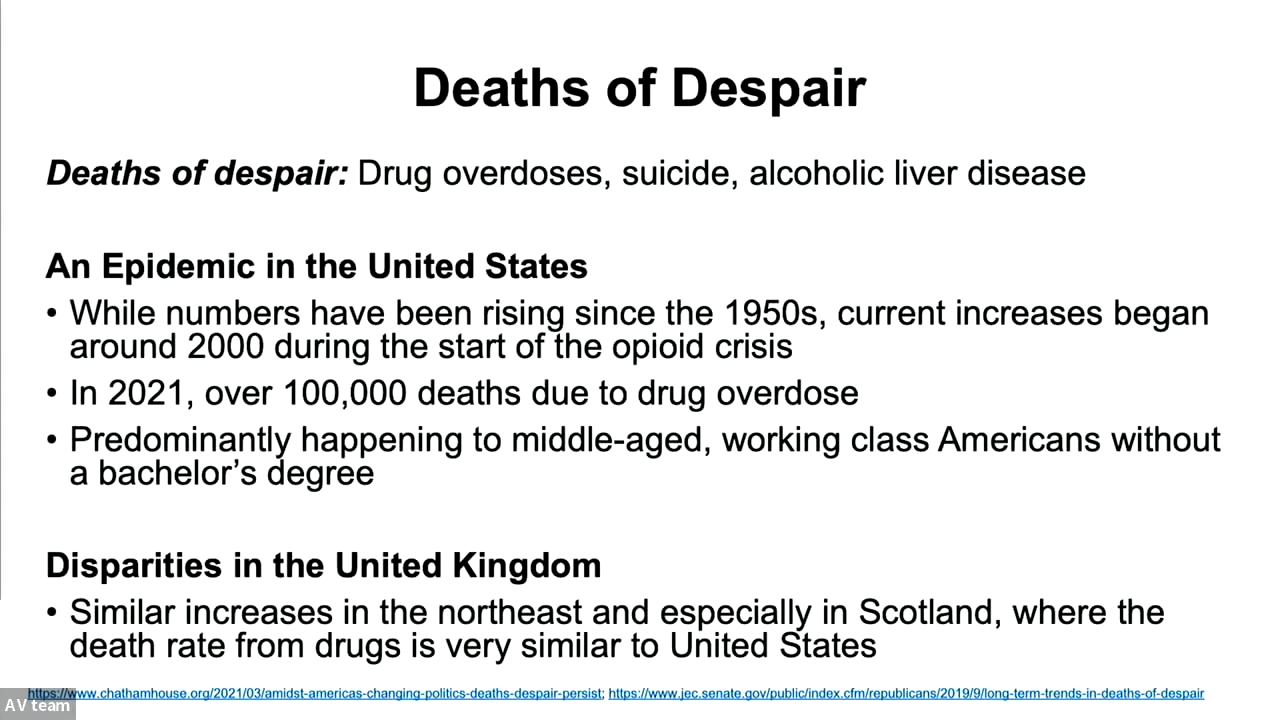 Deaths of Despair
Deaths of despair: Drug overdoses, suicide, alcoholic liver disease
An Epidemic in the United States
• While numbers have been rising since the 1950s, current increases began
around 2000 during the start of the opioid crisis
• In 2021, over 100,000 deaths due to drug overdose
• Predominantly happening to middle-aged, working class Americans without
a bachelor’s degree
Disparities in the United Kingdom
• Similar increases in the northeast and especially in Scotland, where the
death rate from drugs is very similar to United States
https://www.chathamhouse.org/2021/03/amidst-americas-changing-politics-deaths-despair-persist; https://www.jec.senate.gov/public/index.cfm/republicans/2019/9/long-term-trends-in-deaths-of-despair
AV team